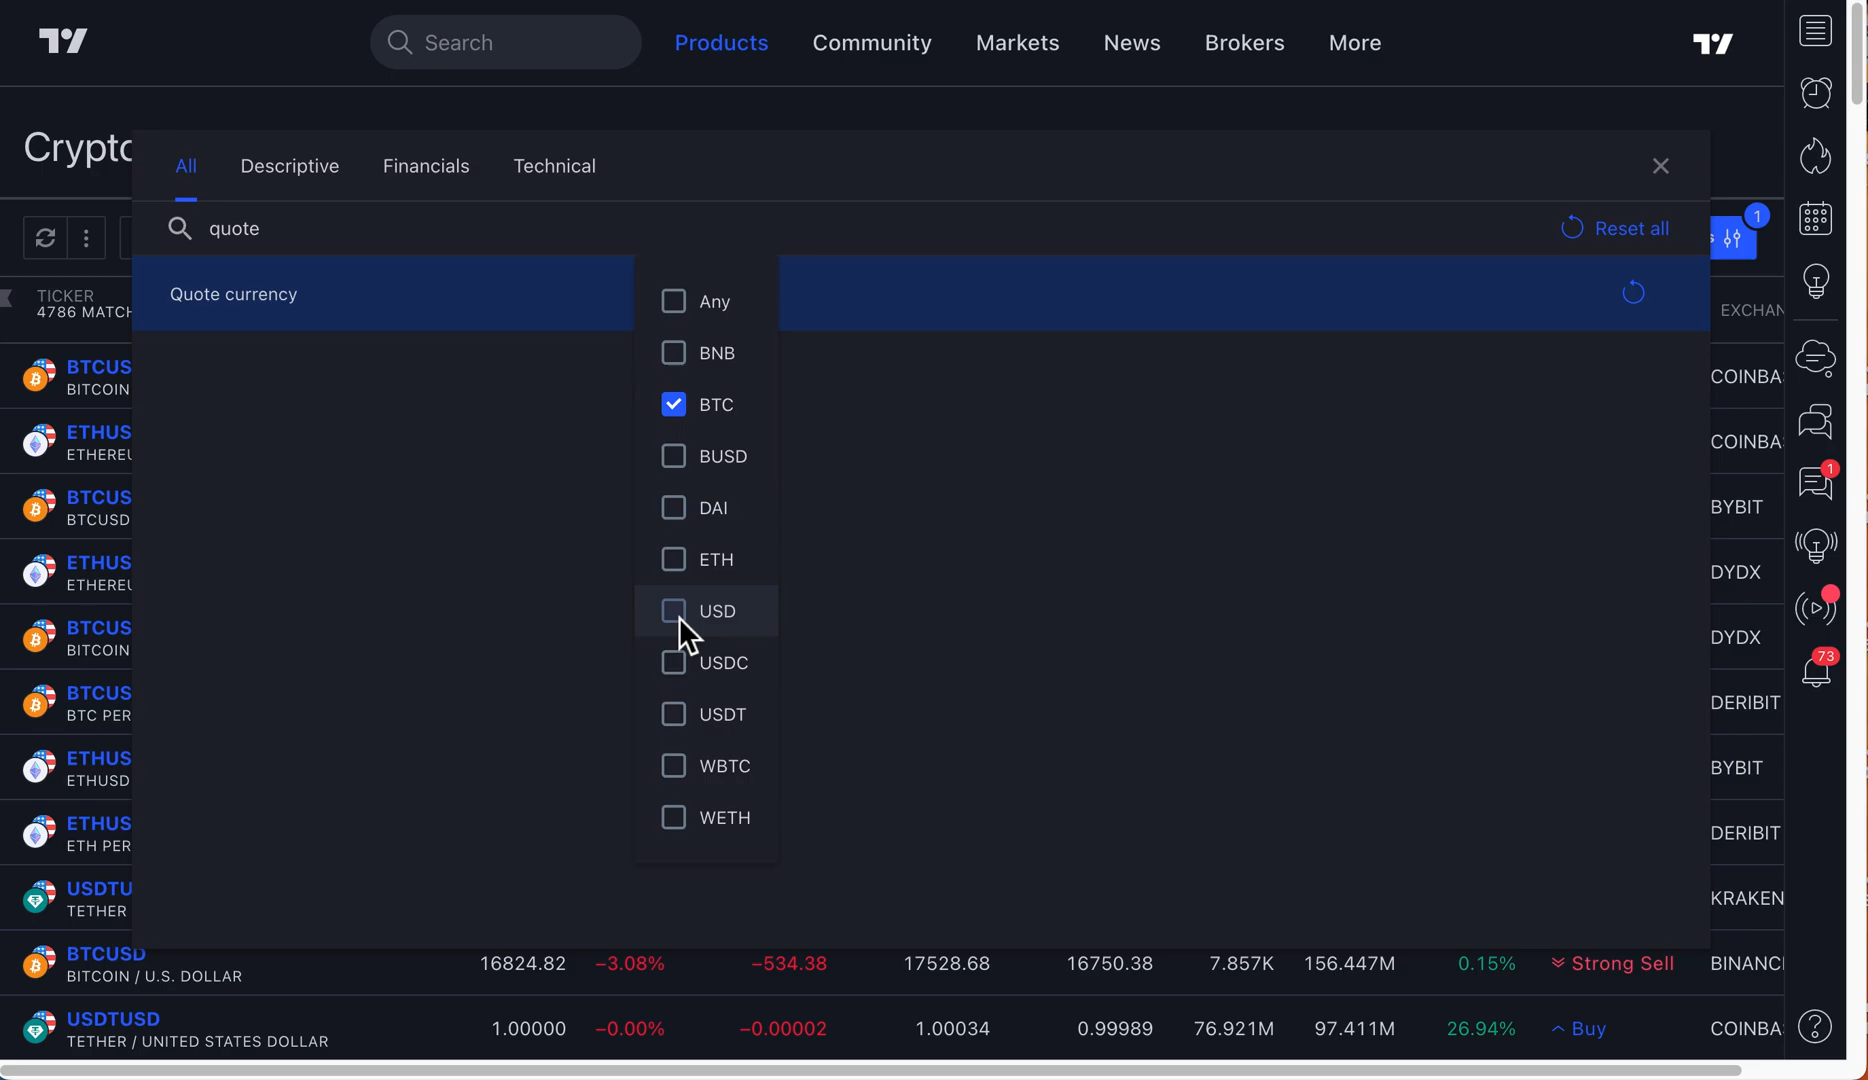 Search
Products
Community
Markets
News
Brokers
More
Crypto
All
Descriptive
Financials
Technical
quote
Reset all
1
Quote currency
TICKER
4786 MATCH
EXCHAN
Any
BNB
BTC
BUSD
DAI
ETH
USD
USDC
USDT
WBTC
WETH
BTCUS
BITCOIN
COINBA
ETHUS
ETHEREU
COINBA
BTCUS
BTCUSD
BYBIT
ETHUS
ETHEREU
DYDX
BTCUS
BITCOIN
DYDX
BTCUS
BTC PER
DERIBIT
ETHUS
ETHUSD
BYBIT
ETHUS
ETH PER
DERIBIT
USDTU
TETHER
KRAKEN
BTCUSD
BITCOIN / U.S. DOLLAR
16824.82 −3.08% −534.38 17528.68 16750.38 7.857K 156.447M 0.15% Strong Sell BINANC
USDTUSD
TETHER / UNITED STATES DOLLAR
1.00000 −0.00% −0.00002 1.00034 0.99989 76.921M 97.411M 26.94% Buy COINBA
1
73